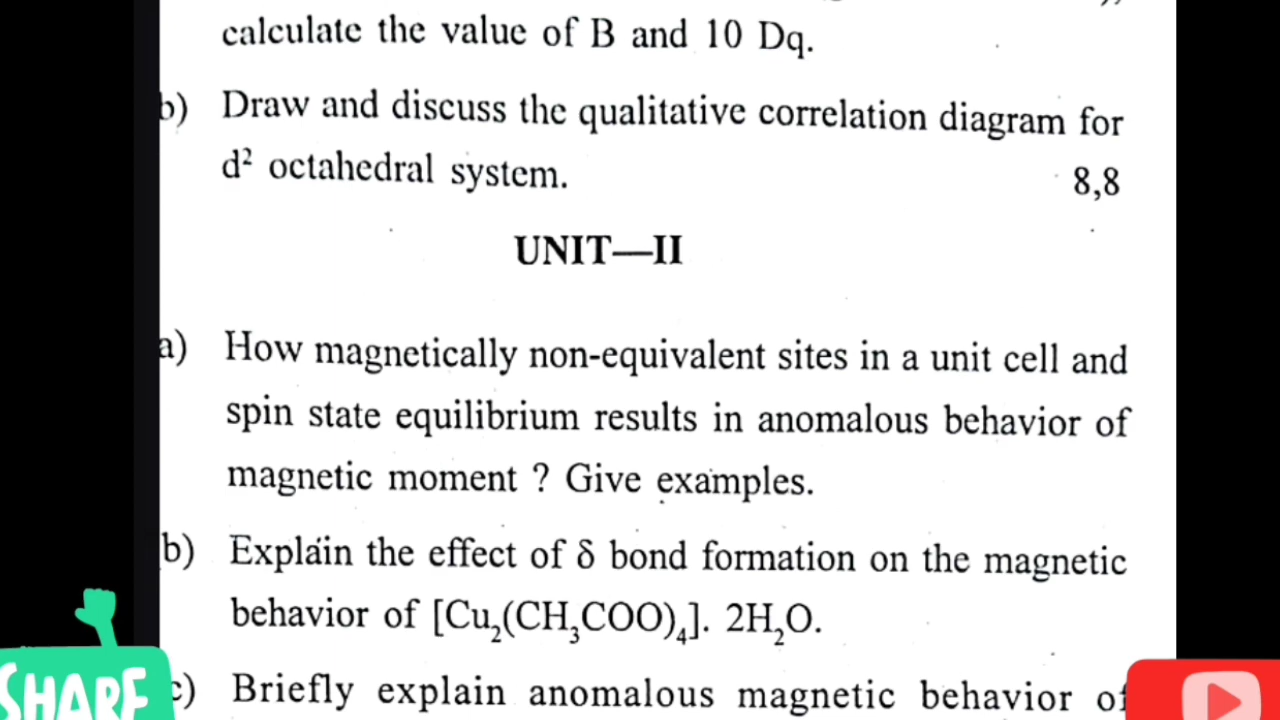 calculate the value of B and 10 Dq.
b) Draw and discuss the qualitative correlation diagram for
d² octahedral system. 8,8
UNIT—II
a) How magnetically non-equivalent sites in a unit cell and
spin state equilibrium results in anomalous behavior of
magnetic moment ? Give examples.
b) Explain the effect of δ bond formation on the magnetic
behavior of [Cu₂(CH₃COO)₄]. 2H₂O.
c) Briefly explain anomalous magnetic behavior of
SHARE